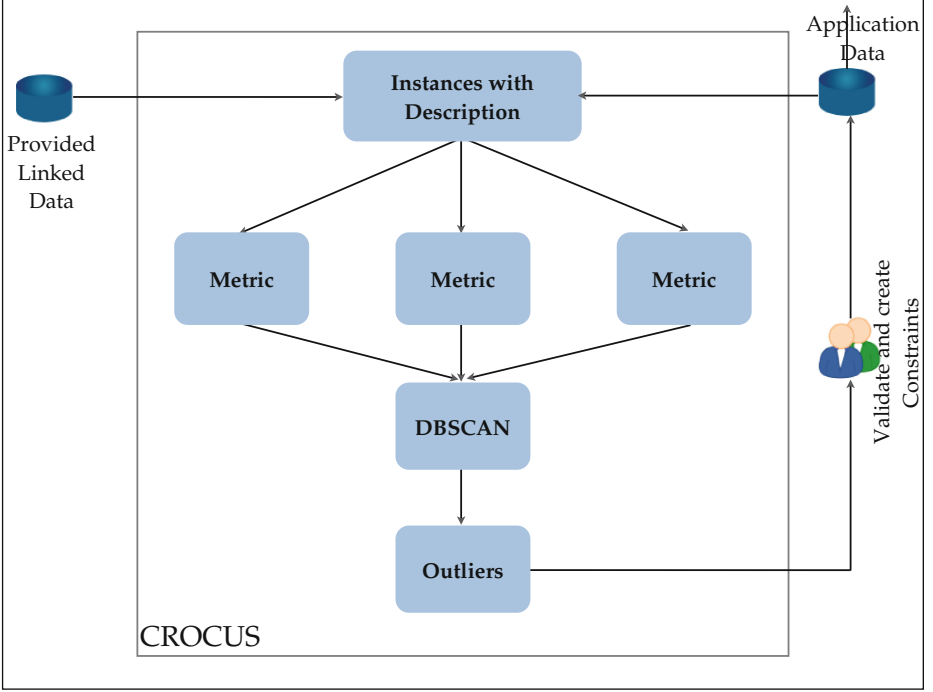 Application
Data
Instances with
Description
Provided
Linked
Data
Metric
Metric
Metric
Validate and create
Constraints
DBSCAN
Outliers
CROCUS